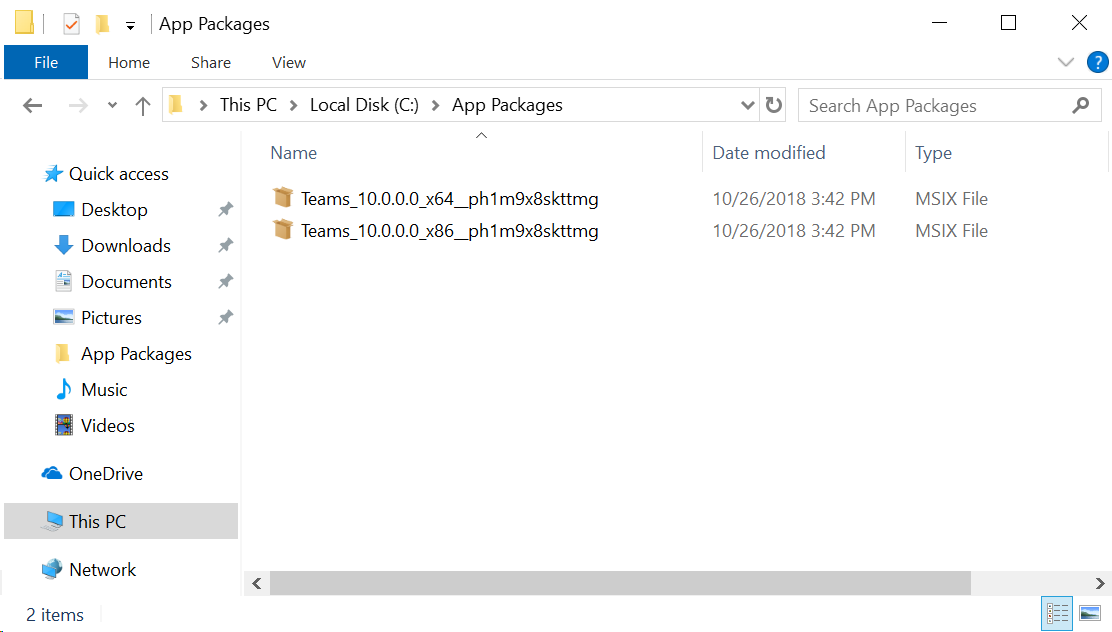 App Packages
File Home Share View
?
This PC Local Disk (C:) App Packages
Search App Packages
Name Date modified Type
Teams_10.0.0.0_x64__ph1m9x8skttmg 10/26/2018 3:42 PM MSIX File
Teams_10.0.0.0_x86__ph1m9x8skttmg 10/26/2018 3:42 PM MSIX File
Quick access
Desktop
Downloads
Documents
Pictures
App Packages
Music
Videos
OneDrive
This PC
Network
2 items